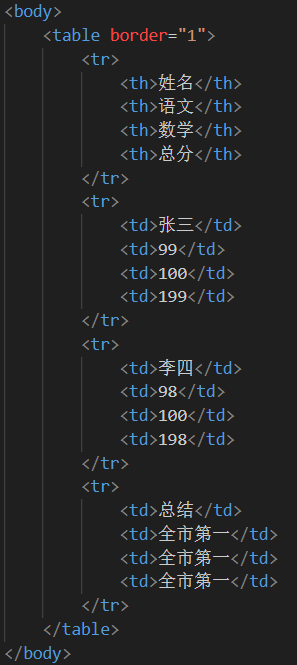 <body>
<table border="1">
<tr>
<th>姓名</th>
<th>语文</th>
<th>数学</th>
<th>总分</th>
</tr>
<tr>
<td>张三</td>
<td>99</td>
<td>100</td>
<td>199</td>
</tr>
<tr>
<td>李四</td>
<td>98</td>
<td>100</td>
<td>198</td>
</tr>
<tr>
<td>总结</td>
<td>全市第一</td>
<td>全市第一</td>
<td>全市第一</td>
</tr>
</table>
</body>